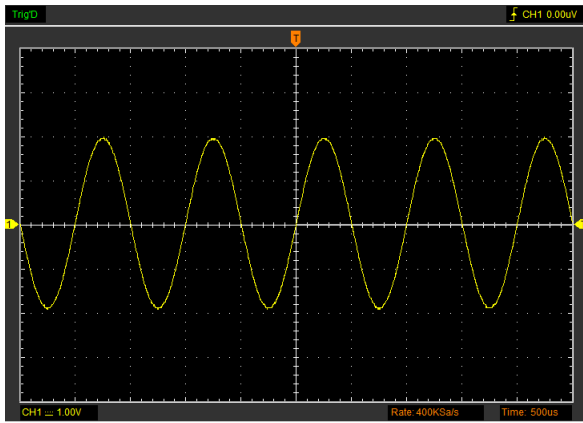 Trig'D
CH1 0.00uV
T
1
CH1 1.00V
Rate: 400KSa/s
Time: 500us